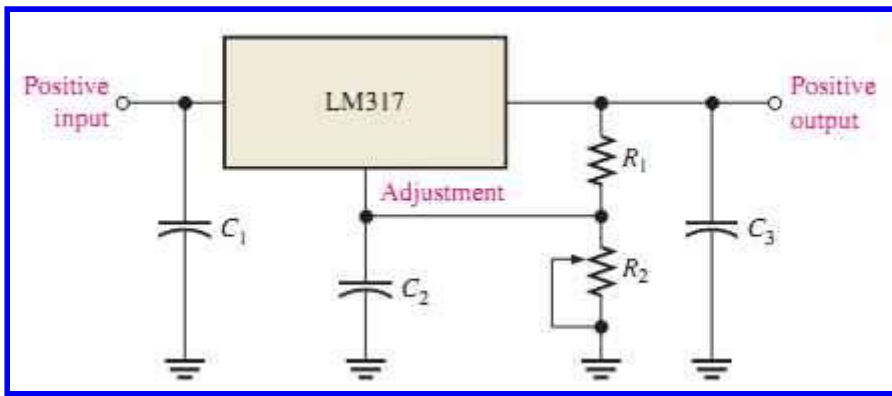 Positive
input
LM317
Positive
output
Adjustment
R1
C1
C2
R2
C3